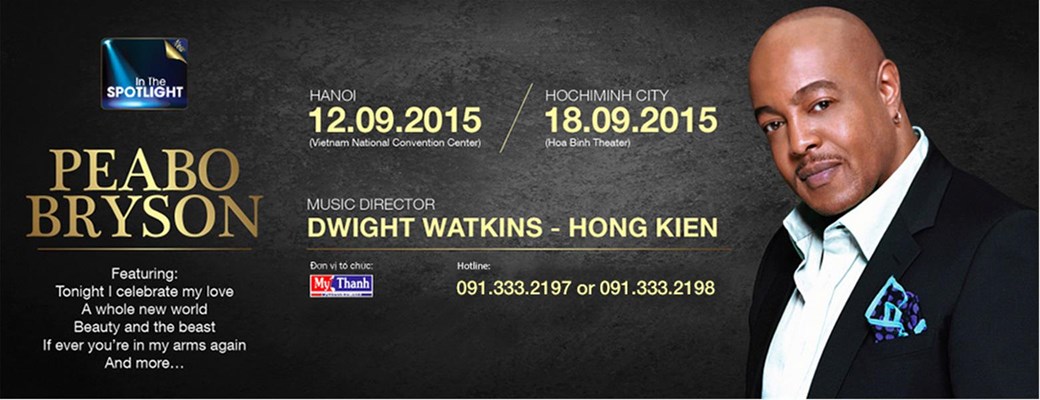 In The
SPOTLIGHT
PEABO
BRYSON
Featuring:
Tonight I celebrate my love
A whole new world
Beauty and the beast
If ever you're in my arms again
And more...
HANOI
12.09.2015
(Vietnam National Convention Center)
HOCHIMINH CITY
18.09.2015
(Hoa Binh Theater)
MUSIC DIRECTOR
DWIGHT WATKINS - HONG KIEN
Đơn vị tổ chức:
My Thanh
Hotline:
091.333.2197 or 091.333.2198